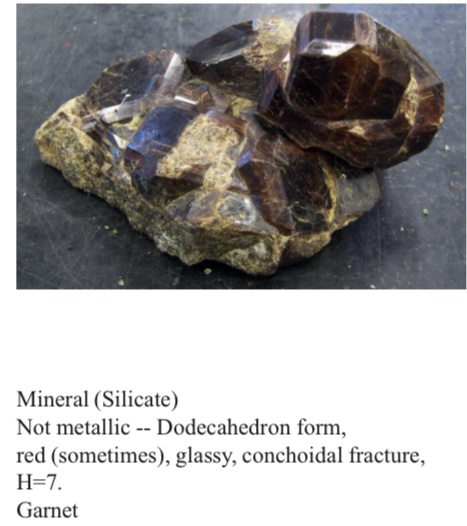 Mineral (Silicate)
Not metallic -- Dodecahedron form,
red (sometimes), glassy, conchoidal fracture,
H=7.
Garnet